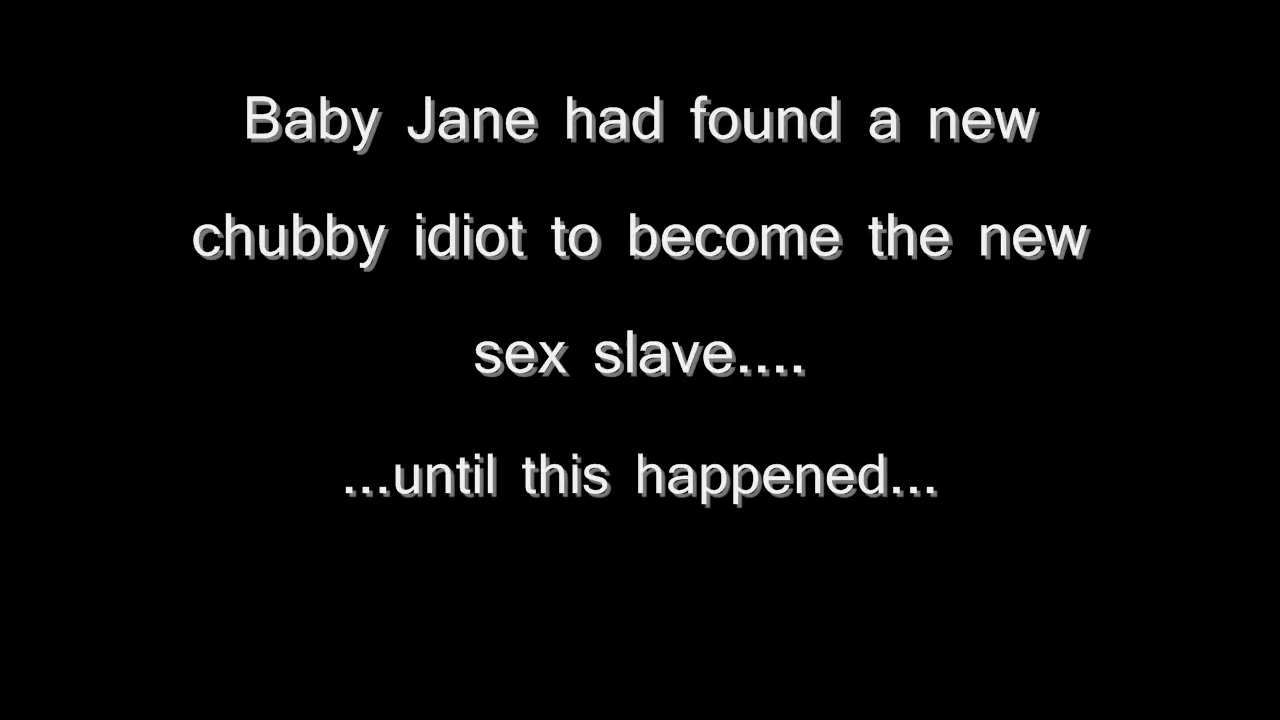 Baby Jane had found a new
chubby idiot to become the new
sex slave....
...until this happened...